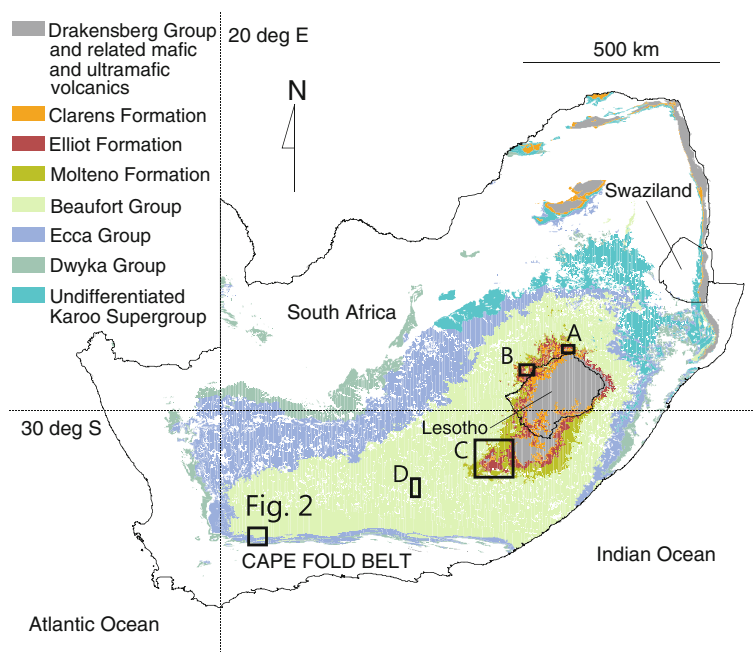 Drakensberg Group
and related mafic
and ultramafic
volcanics
Clarens Formation
Elliot Formation
Molteno Formation
Beaufort Group
Ecca Group
Dwyka Group
Undifferentiated
Karoo Supergroup
20 deg E
500 km
N
Swaziland
South Africa
A
B
30 deg S
Lesotho
C
D
Fig. 2
CAPE FOLD BELT
Indian Ocean
Atlantic Ocean